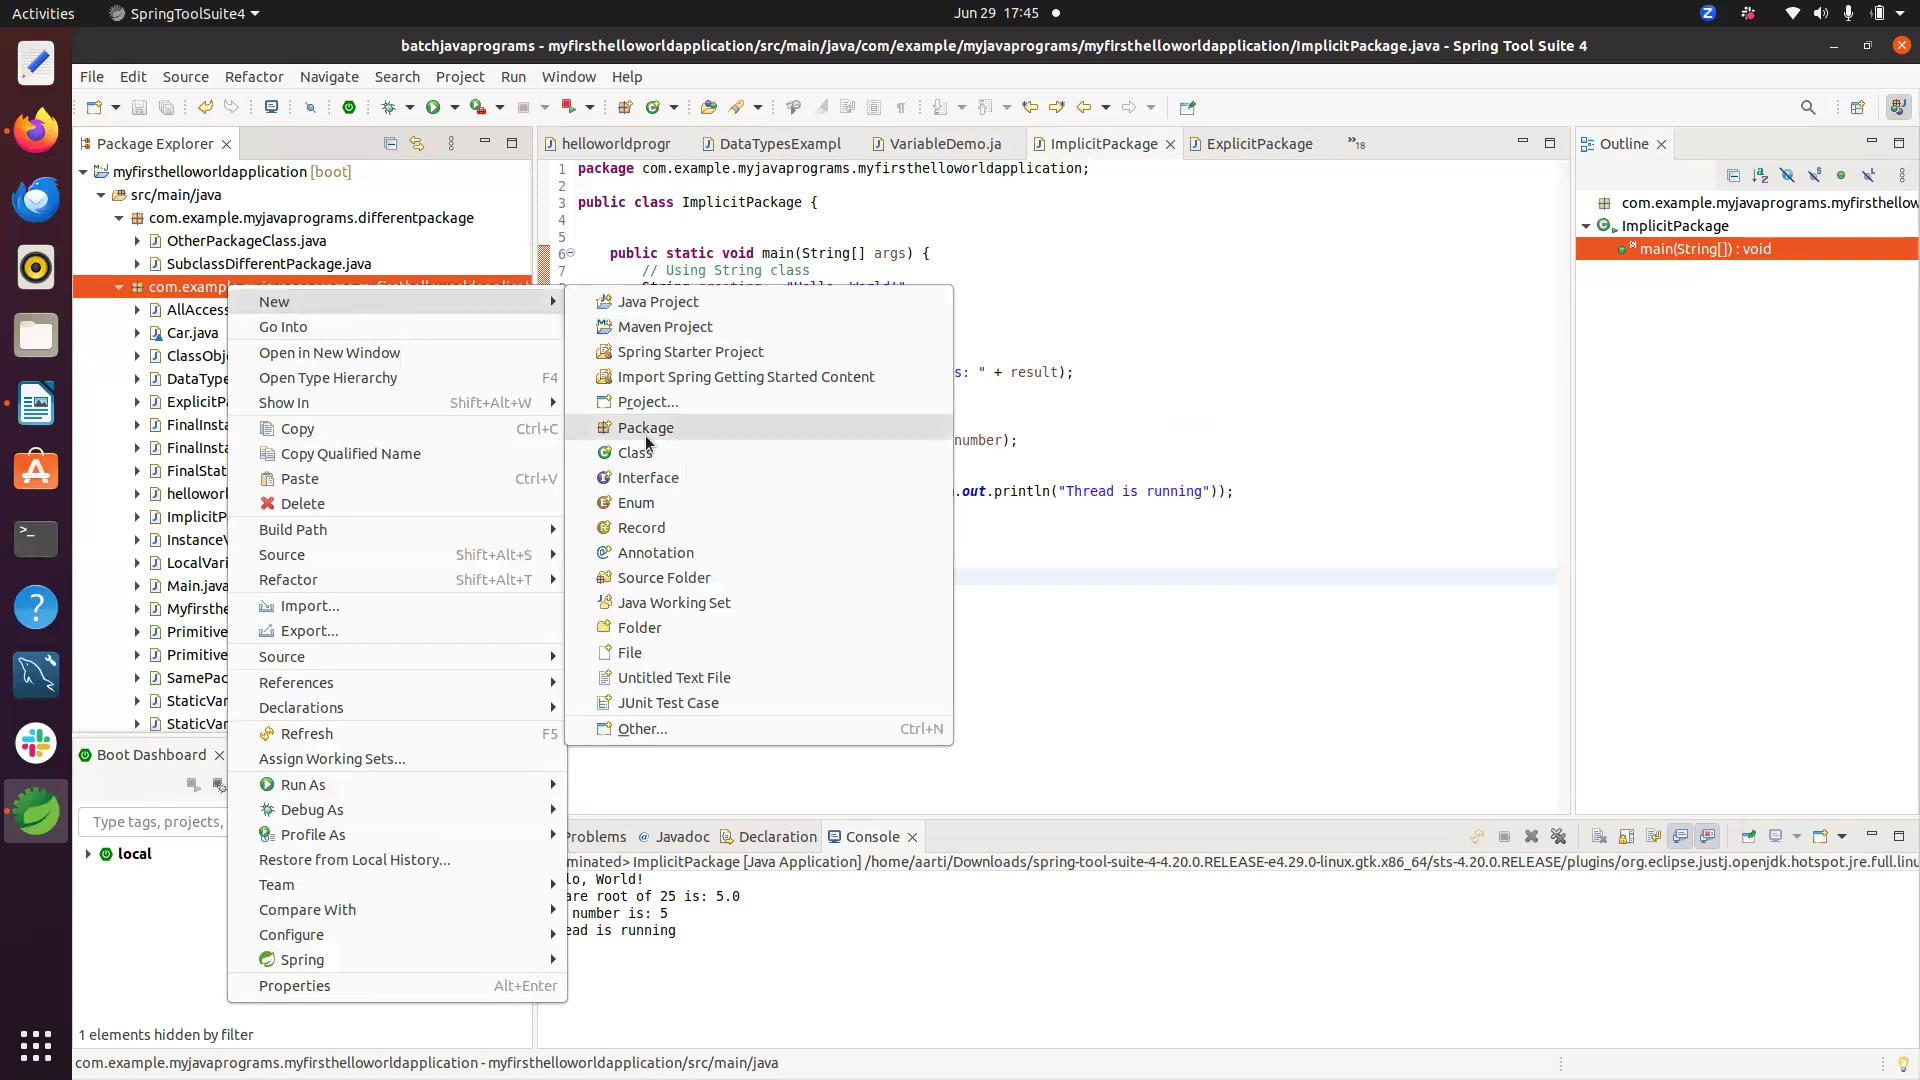 Activities
SpringToolSuite4
Jun 29 17:45
batchjavaprograms - myfirsthelloworldapplication/src/main/java/com/example/myjavaprograms/myfirsthelloworldapplication/ImplicitPackage.java - Spring Tool Suite 4
File Edit Source Refactor Navigate Search Project Run Window Help
Package Explorer
myfirsthelloworldapplication [boot]
src/main/java
com.example.myjavaprograms.differentpackage
OtherPackageClass.java
SubclassDifferentPackage.java
AllAccess
Car.java
ClassObj
DataType
ExplicitPa
FinalInsta
FinalInsta
FinalStat
helloworl
ImplicitP
InstanceV
LocalVari
Main.java
Myfirsthe
Primitive
Primitive
SamePac
StaticVar
StaticVar
New
Go Into
Open in New Window
Open Type Hierarchy F4
Show In Shift+Alt+W
Copy Ctrl+C
Copy Qualified Name
Paste Ctrl+V
Delete
Build Path
Source Shift+Alt+S
Refactor Shift+Alt+T
Import...
Export...
Source
References
Declarations
Refresh F5
Assign Working Sets...
Run As
Debug As
Profile As
Restore from Local History...
Team
Compare With
Configure
Spring
Properties Alt+Enter
Java Project
Maven Project
Spring Starter Project
Import Spring Getting Started Content
Project...
Package
Class
Interface
Enum
Record
Annotation
Source Folder
Java Working Set
Folder
File
Untitled Text File
JUnit Test Case
Other... Ctrl+N
helloworldprogr DataTypesExampl VariableDemo.ja ImplicitPackage ExplicitPackage »18
1 package com.example.myjavaprograms.myfirsthelloworldapplication;
2
3 public class ImplicitPackage {
4
5
6 public static void main(String[] args) {
7 // Using String class
s: " + result);
number);
.out.println("Thread is running"));
Outline
com.example.myjavaprograms.myfirsthellow
ImplicitPackage
main(String[]) : void
Boot Dashboard
Type tags, projects,
local
1 elements hidden by filter
Problems Javadoc Declaration Console
minated> ImplicitPackage [Java Application] /home/aarti/Downloads/spring-tool-suite-4-4.20.0.RELEASE-e4.29.0-linux.gtk.x86_64/sts-4.20.0.RELEASE/plugins/org.eclipse.justj.openjdk.hotspot.jre.full.linu
lo, World!
are root of 25 is: 5.0
number is: 5
ead is running
com.example.myjavaprograms.myfirsthelloworldapplication - myfirsthelloworldapplication/src/main/java